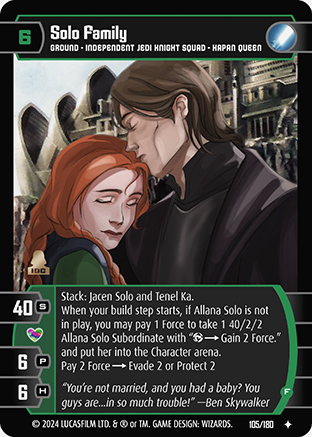 6
Solo Family
GROUND - INDEPENDENT JEDI KNIGHT SQUAD - HAPAN QUEEN
IDC
40 S
6 P
6 H
Stack: Jacen Solo and Tenel Ka.
When your build step starts, if Allana Solo is not
in play, you may pay 1 Force to take 1 40/2/2
Allana Solo Subordinate with “→ Gain 2 Force.”
and put her into the Character arena.
Pay 2 Force → Evade 2 or Protect 2
“You’re not married, and you had a baby? You
guys are...in so much trouble!” —Ben Skywalker
F
© 2024 LUCASFILM LTD. & ® or TM. GAME DESIGN: WIZARDS.
105/180